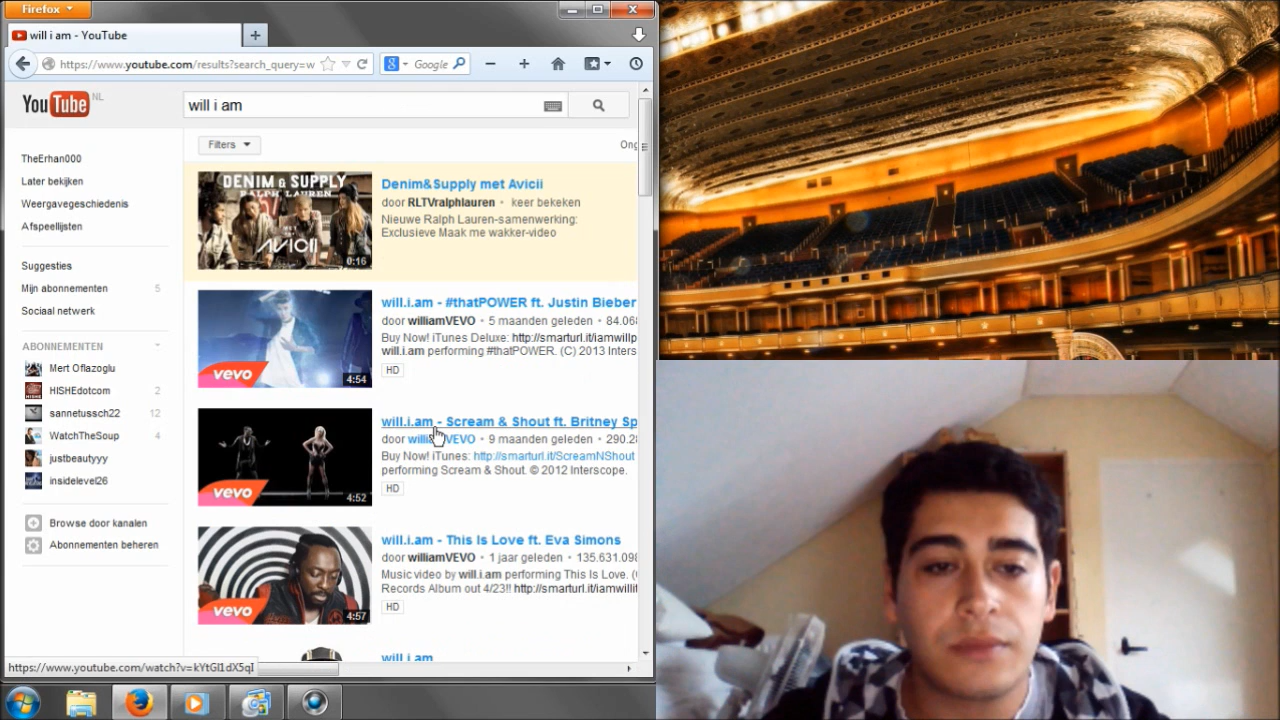 Firefox
will i am - YouTube
https://www.youtube.com/results?search_query=w
Google
YouTube NL
will i am
Filters
TheErhan000
Later bekijken
Weergavegeschiedenis
Afspeellijsten
Suggesties
Mijn abonnementen 5
Sociaal netwerk
ABONNEMENTEN
Mert Oflazoglu
HISHEdotcom 2
sannetussch22 12
WatchTheSoup 4
justbeautyyy
insidelevel26
Browse door kanalen
Abonnementen beheren
Ong
DENIM & SUPPLY
RALPH LAUREN
MET
AVICII
0:16
Denim&Supply met Avicii
door RLTVralphlauren • keer bekeken
Nieuwe Ralph Lauren-samenwerking:
Exclusieve Maak me wakker-video
vevo
4:54
will.i.am - #thatPOWER ft. Justin Bieber
door williamVEVO • 5 maanden geleden • 84.06
Buy Now! iTunes Deluxe: http://smarturl.it/iamwillp
will.i.am performing #thatPOWER. (C) 2013 Inters
HD
vevo
4:52
will.i.am - Scream & Shout ft. Britney Sp
door williamVEVO • 9 maanden geleden • 290.2
Buy Now! iTunes: http://smarturl.it/ScreamNShout
performing Scream & Shout. © 2012 Interscope.
HD
vevo
4:57
will.i.am - This Is Love ft. Eva Simons
door williamVEVO • 1 jaar geleden • 135.631.09
Music video by will.i.am performing This Is Love. (
Records Album out 4/23!! http://smarturl.it/iamwillit
HD
will.i.am
https://www.youtube.com/watch?v=kYtGl1dX5qI